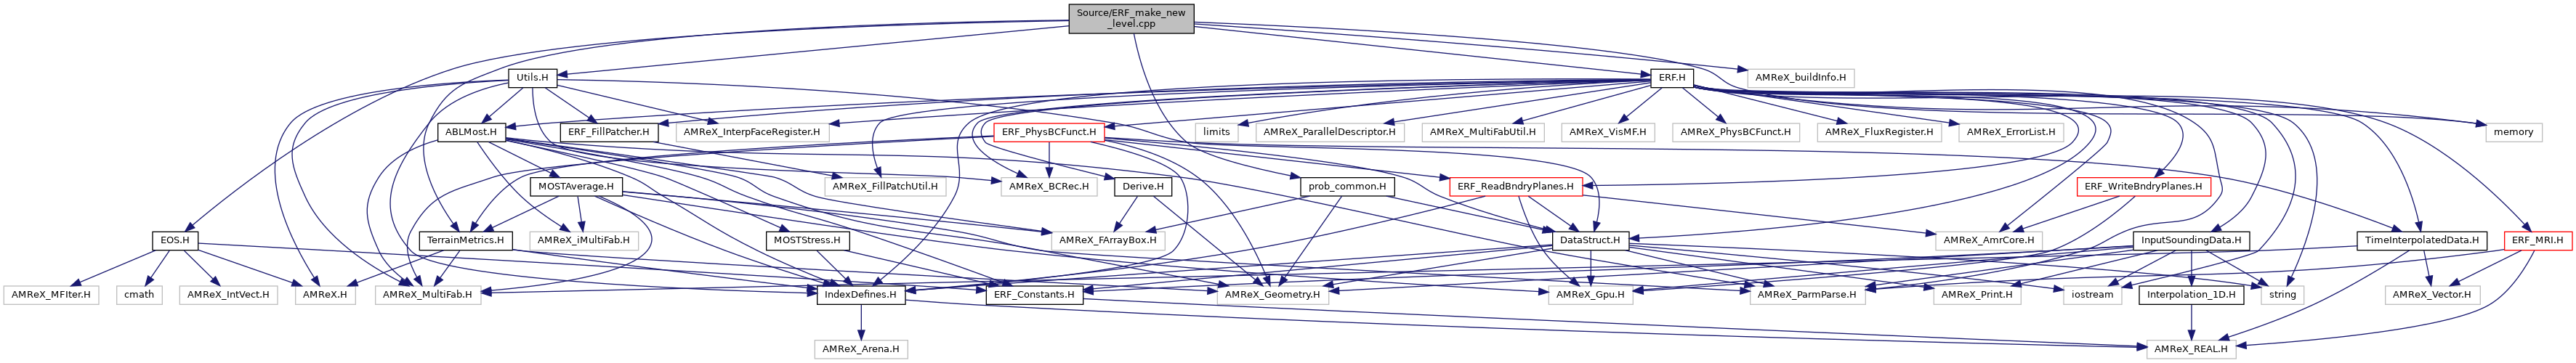 Source/ERF_make_new
_level.cpp
Utils.H
ERF.H
AMReX_buildInfo.H
ABLMost.H
ERF_FillPatcher.H
AMReX_InterpFaceRegister.H
ERF_PhysBCFunct.H
limits
AMReX_ParallelDescriptor.H
AMReX_MultiFabUtil.H
AMReX_VisMF.H
AMReX_PhysBCFunct.H
AMReX_FluxRegister.H
AMReX_ErrorList.H
memory
MOSTAverage.H
AMReX_FillPatchUtil.H
AMReX_BCRec.H
Derive.H
prob_common.H
ERF_ReadBndryPlanes.H
ERF_WriteBndryPlanes.H
EOS.H
TerrainMetrics.H
AMReX_iMultiFab.H
MOSTStress.H
AMReX_FArrayBox.H
DataStruct.H
AMReX_AmrCore.H
InputSoundingData.H
TimeInterpolatedData.H
ERF_MRI.H
AMReX_MFIter.H
cmath
AMReX_IntVect.H
AMReX.H
AMReX_MultiFab.H
IndexDefines.H
ERF_Constants.H
AMReX_Geometry.H
AMReX_Gpu.H
AMReX_ParmParse.H
AMReX_Print.H
iostream
Interpolation_1D.H
string
AMReX_Vector.H
AMReX_Arena.H
AMReX_REAL.H